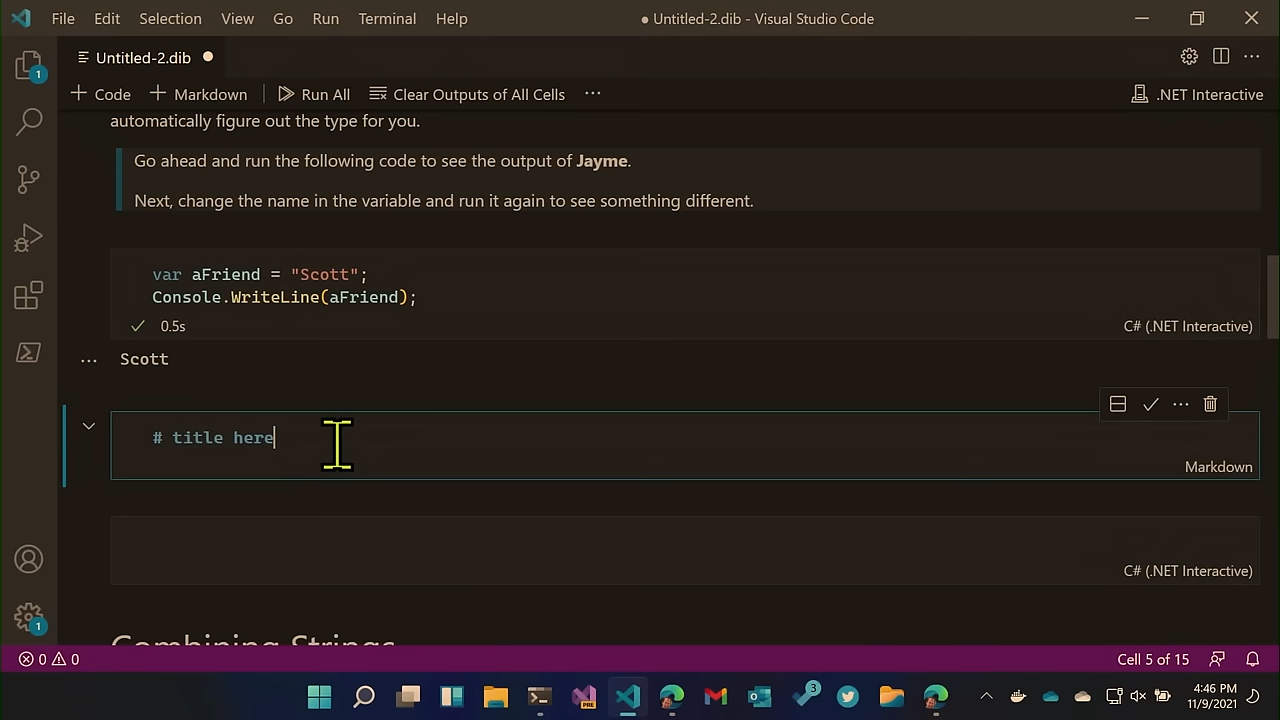 File Edit Selection View Go Run Terminal Help ● Untitled-2.dib - Visual Studio Code
Untitled-2.dib
Code Markdown Run All Clear Outputs of All Cells ... .NET Interactive
automatically figure out the type for you.
Go ahead and run the following code to see the output of Jayme.
Next, change the name in the variable and run it again to see something different.
var aFriend = "Scott";
Console.WriteLine(aFriend);
0.5s C# (.NET Interactive)
... Scott
# title here
Markdown
C# (.NET Interactive)
Combining Strings
0 0 Cell 5 of 15
1
1
PRE
3
4:46 PM
11/9/2021